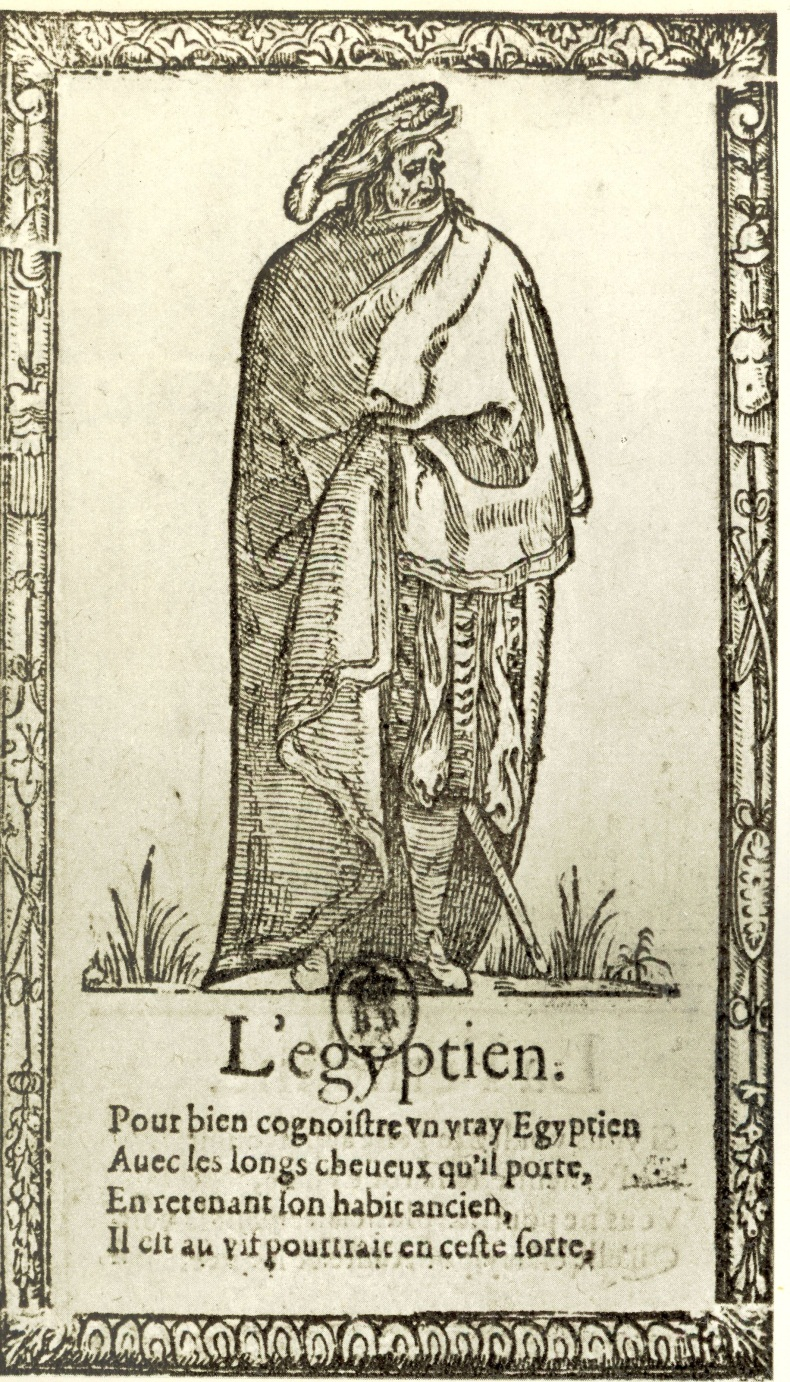 L'egyptien.
Pour bien cognoiſtre vn vray Egyptien
Auec les longs cheueux qu'il porte,
En retenant ſon habit ancien,
Il eſt au vif pourtrait en ceſte ſorte,